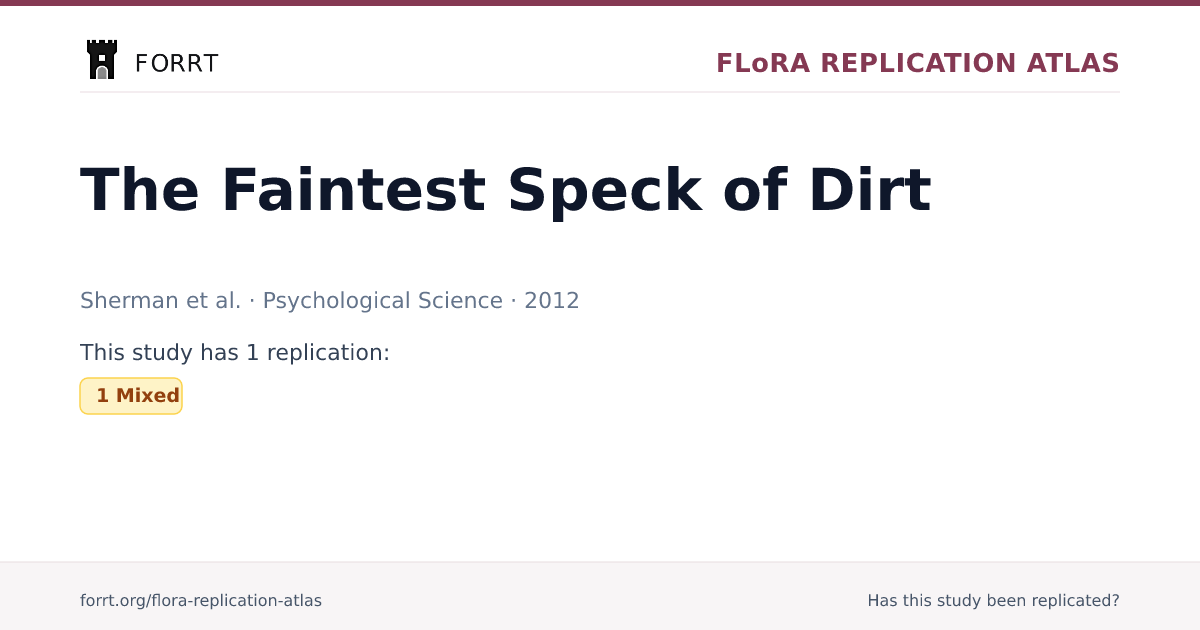 FORRT
FLoRA REPLICATION ATLAS
The Faintest Speck of Dirt
Sherman et al. · Psychological Science · 2012
This study has 1 replication:
1 Mixed
forrt.org/flora-replication-atlas
Has this study been replicated?